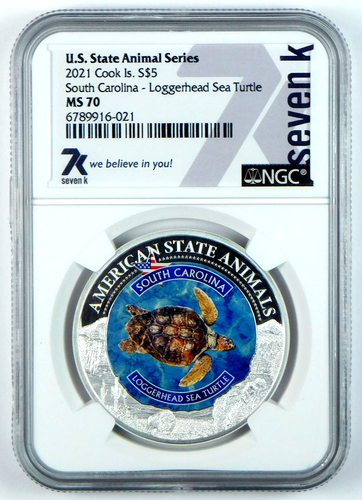 U.S. State Animal Series
2021 Cook Is. S$5
South Carolina - Loggerhead Sea Turtle
MS 70
6789916-021
7k
seven k
we believe in you!
seven k
NGC®
AMERICAN STATE ANIMALS
SOUTH CAROLINA
LOGGERHEAD SEA TURTLE